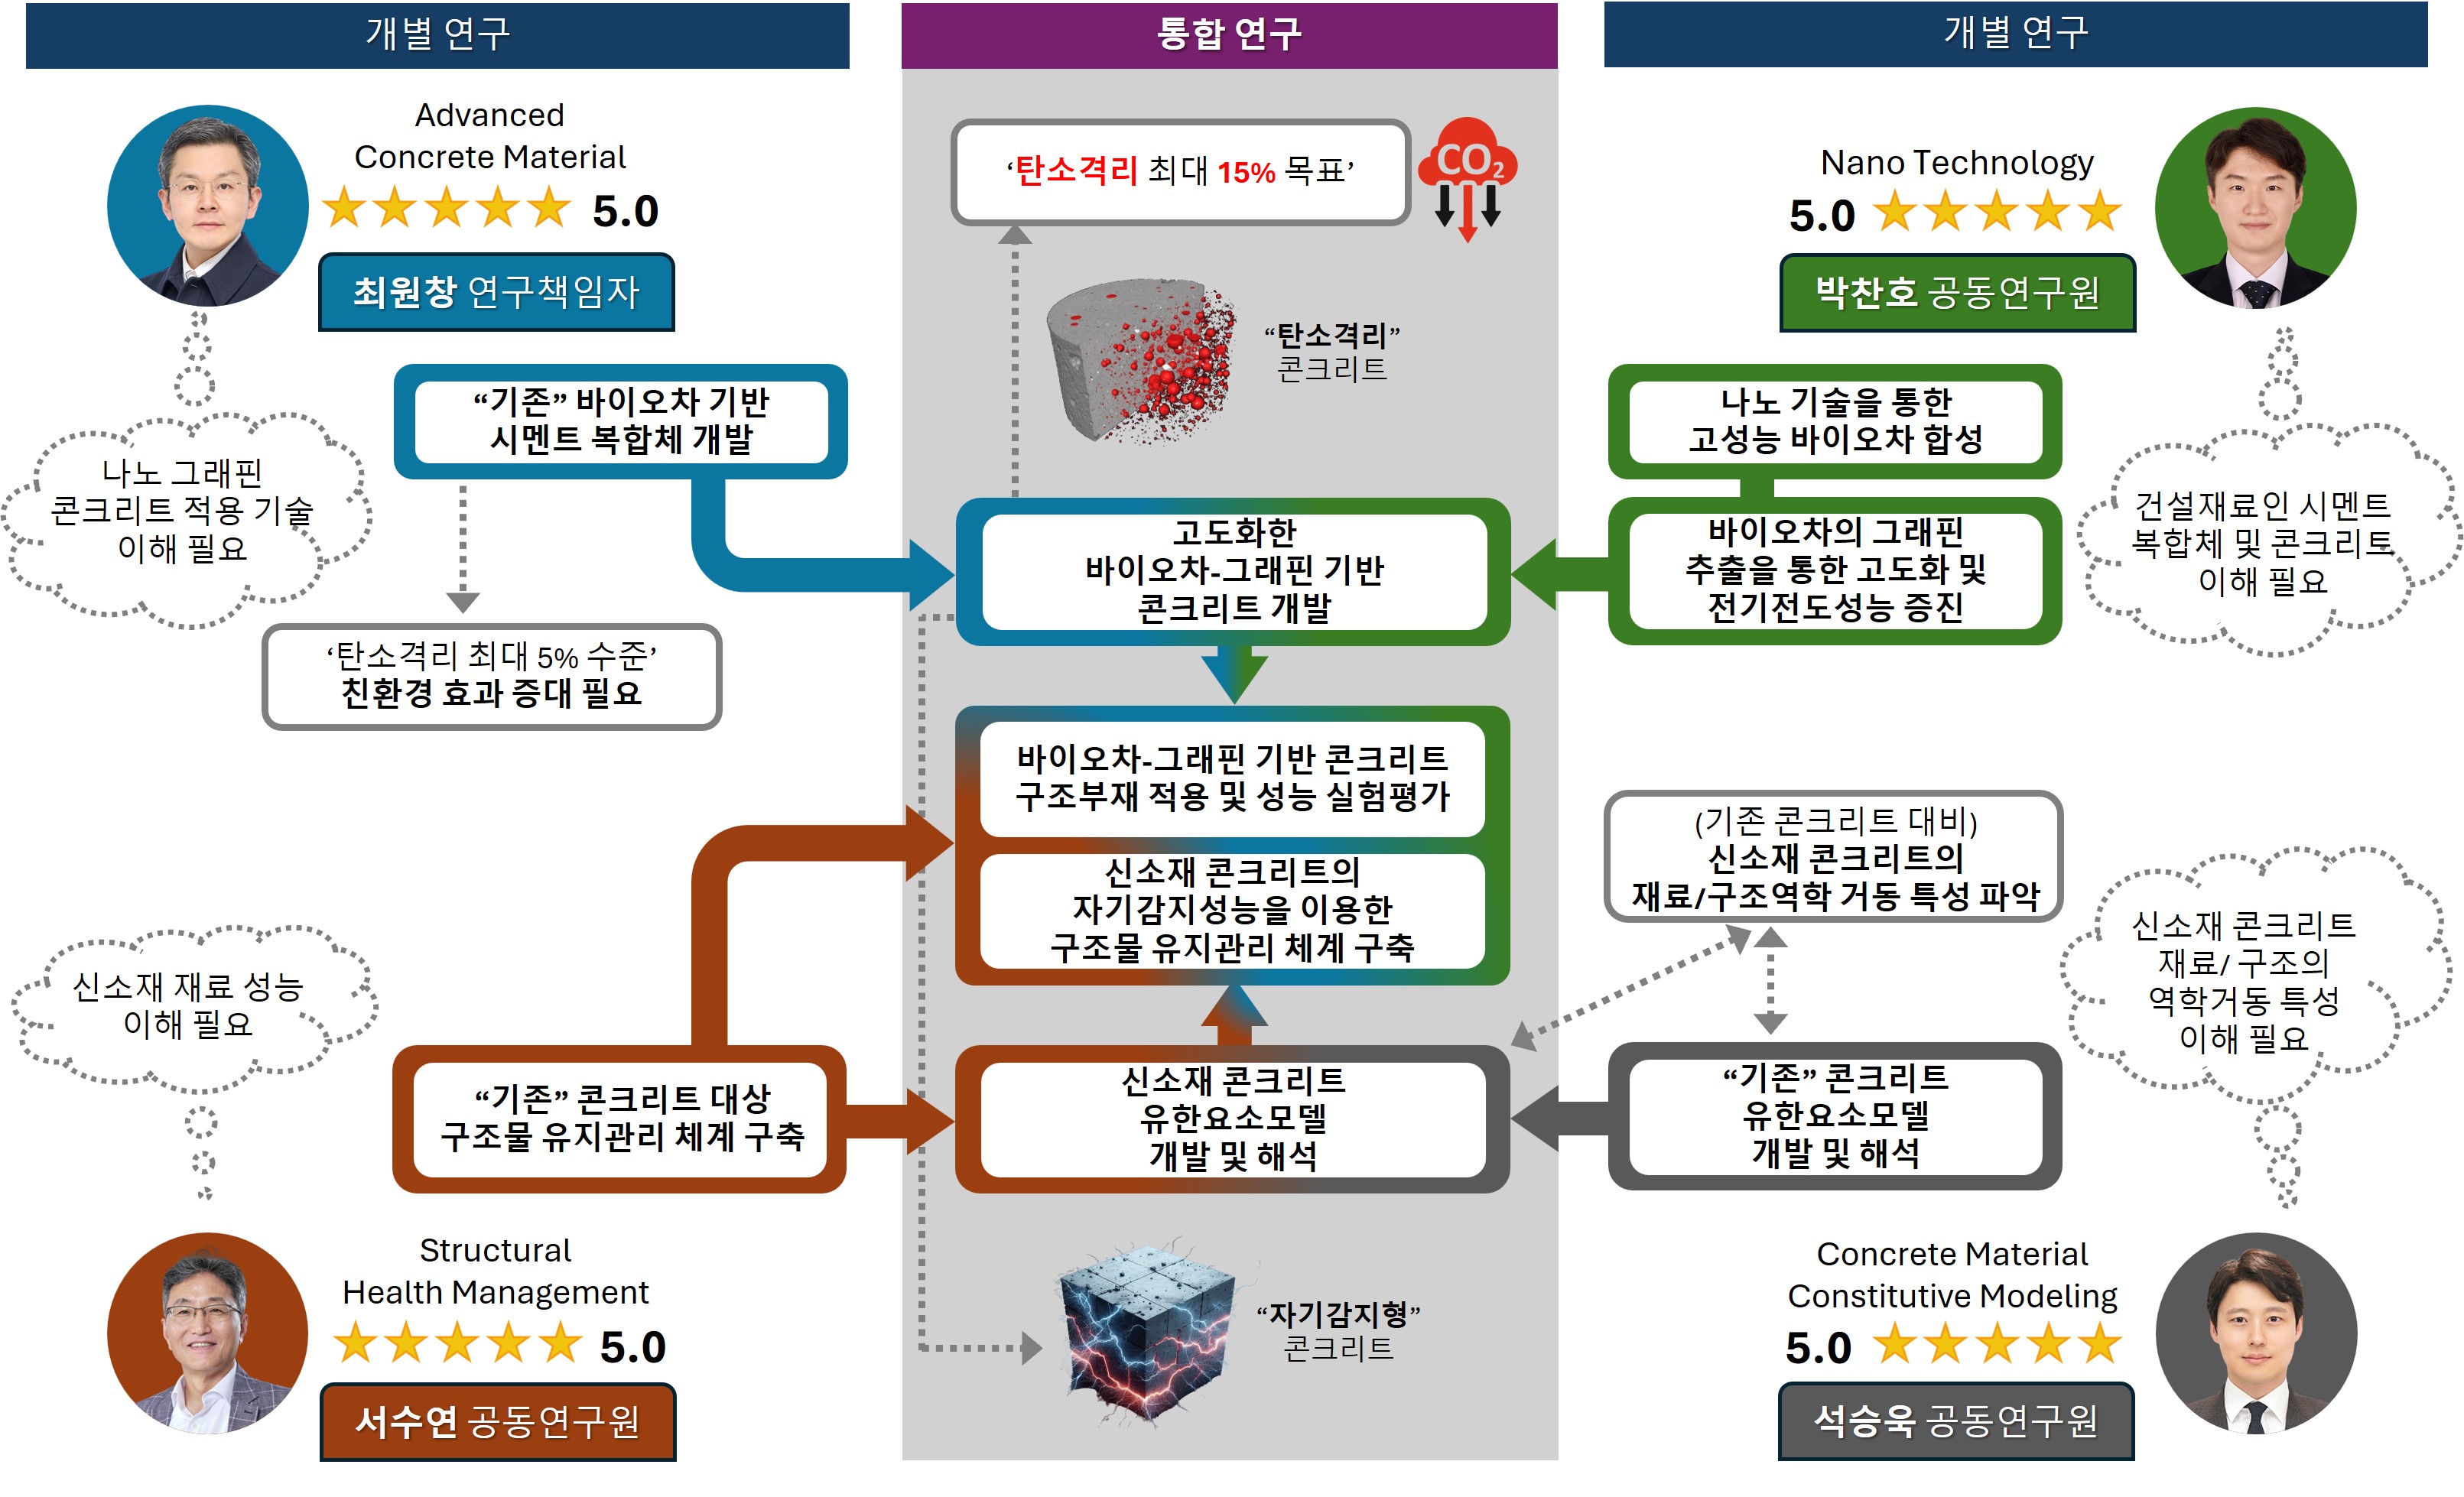 개별 연구
통합 연구
개별 연구
Advanced
Concrete Material
5.0
최원창 연구책임자
나노 그래핀
콘크리트 적용 기술
이해 필요
“기존” 바이오차 기반
시멘트 복합체 개발
‘탄소격리 최대 5% 수준’
친환경 효과 증대 필요
‘탄소격리 최대 15% 목표’
CO2
“탄소격리”
콘크리트
Nano Technology
5.0
박찬호 공동연구원
나노 기술을 통한
고성능 바이오차 합성
바이오차의 그래핀
추출을 통한 고도화 및
전기전도성능 증진
건설재료인 시멘트
복합체 및 콘크리트
이해 필요
고도화한
바이오차-그래핀 기반
콘크리트 개발
바이오차-그래핀 기반 콘크리트
구조부재 적용 및 성능 실험평가
신소재 콘크리트의
자기감지성능을 이용한
구조물 유지관리 체계 구축
(기존 콘크리트 대비)
신소재 콘크리트의
재료/구조역학 거동 특성 파악
신소재 재료 성능
이해 필요
“기존” 콘크리트 대상
구조물 유지관리 체계 구축
신소재 콘크리트
유한요소모델
개발 및 해석
“기존” 콘크리트
유한요소모델
개발 및 해석
신소재 콘크리트
재료/ 구조의
역학거동 특성
이해 필요
Structural
Health Management
5.0
서수연 공동연구원
“자기감지형”
콘크리트
Concrete Material
Constitutive Modeling
5.0
석승욱 공동연구원